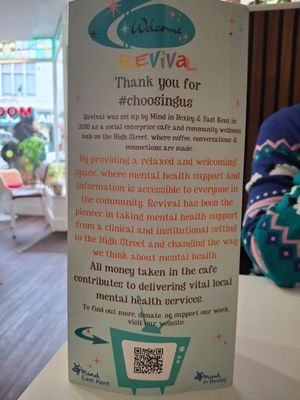 Welcome
REVIVAL
Thank you for
#choosingus
Revival was set up by Mind in Bexley & East Kent in
2016 as a social enterprise cafe and community wellness
hub on the High Street, where coffee, conversations &
connections are made.
By providing a relaxed and welcoming
space, where mental health support and
information is accessible to everyone in
the community, Revival has been the
pioneer in taking mental health support
from a clinical and institutional setting
to the High Street and changing the way
we think about mental health
All money taken in the cafe
contributes to delivering vital local
mental health services.
To find out more, donate, or support our work,
visit our website.
mind
East Kent
mind
in Bexley